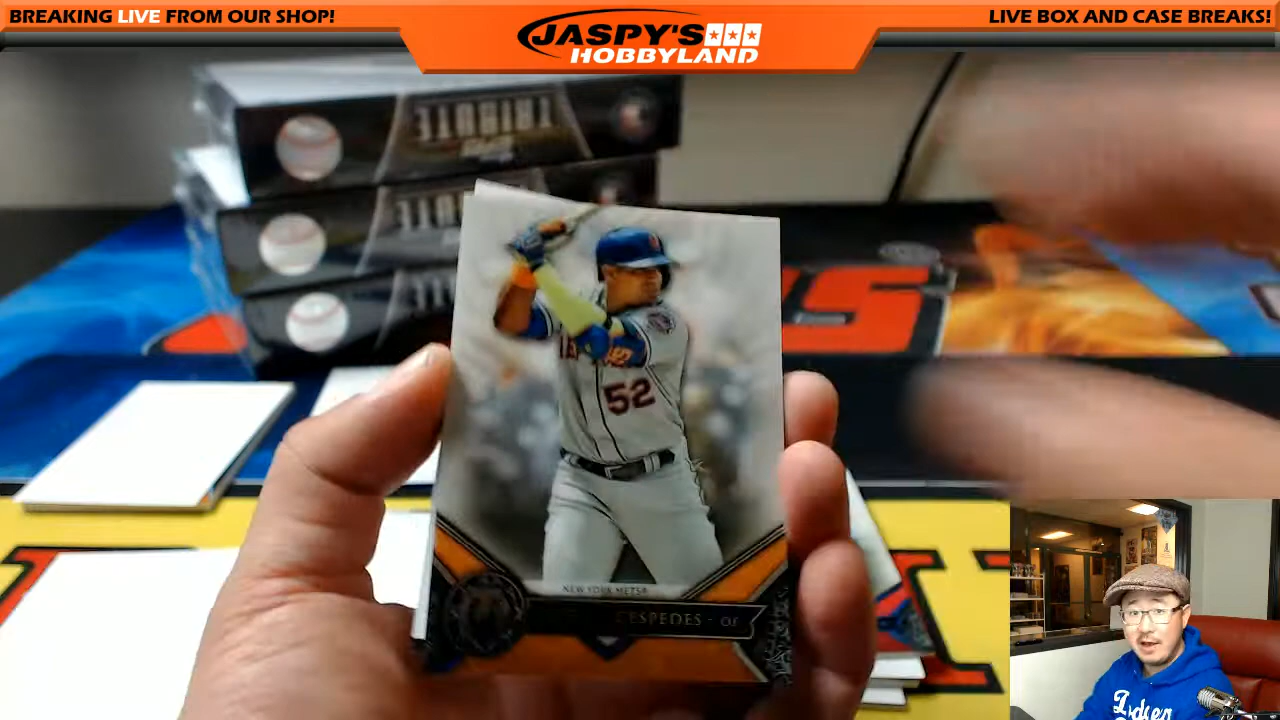 BREAKING LIVE FROM OUR SHOP!
JASPY'S
HOBBYLAND
LIVE BOX AND CASE BREAKS!
TRIBUTE
52
NEW YORK METS®
CESPEDES - OF
Dodgers